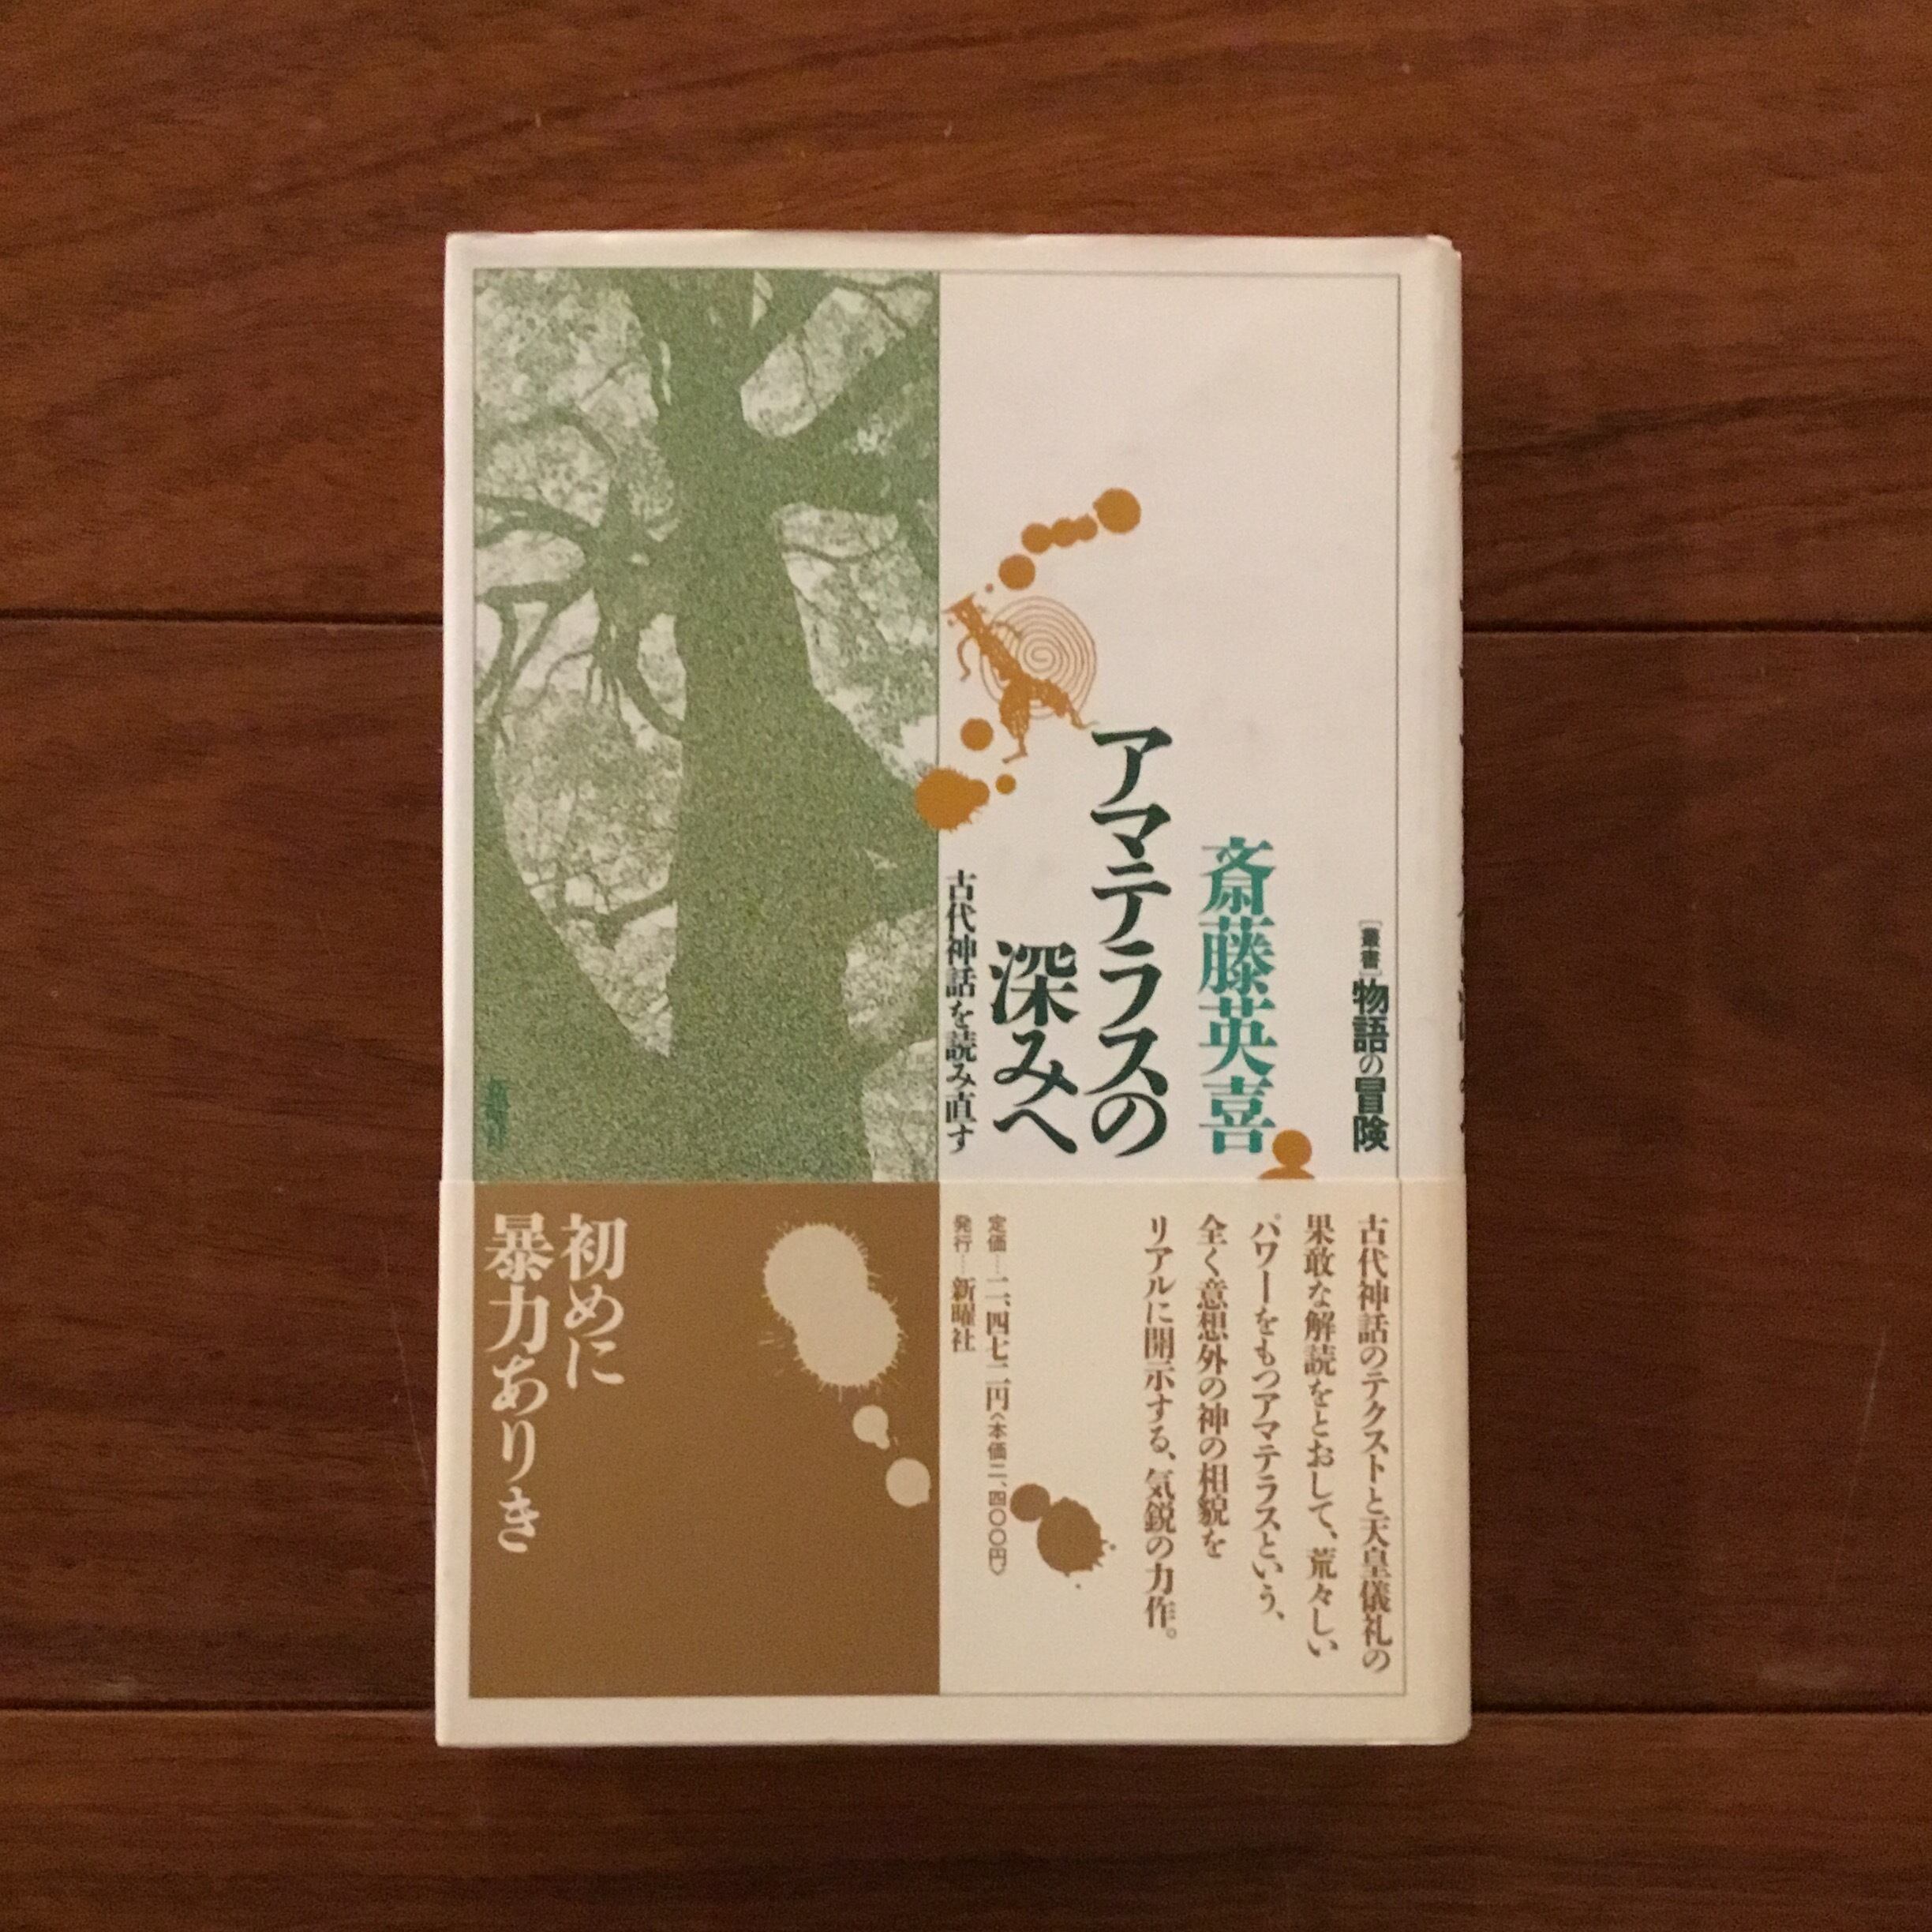 ［叢書］物語の冒険
斎藤英喜
アマテラスの
深みへ
古代神話を読み直す
古代神話のテクストと天皇儀礼の
果敢な解読をとおして、荒々しい
パワーをもつアマテラスという、
全く意想外の神の相貌を
リアルに開示する、気鋭の力作。
定価……二、四七二円〈本体価二、四〇〇円〉
発行……新曜社
初めに
暴力ありき
新曜社